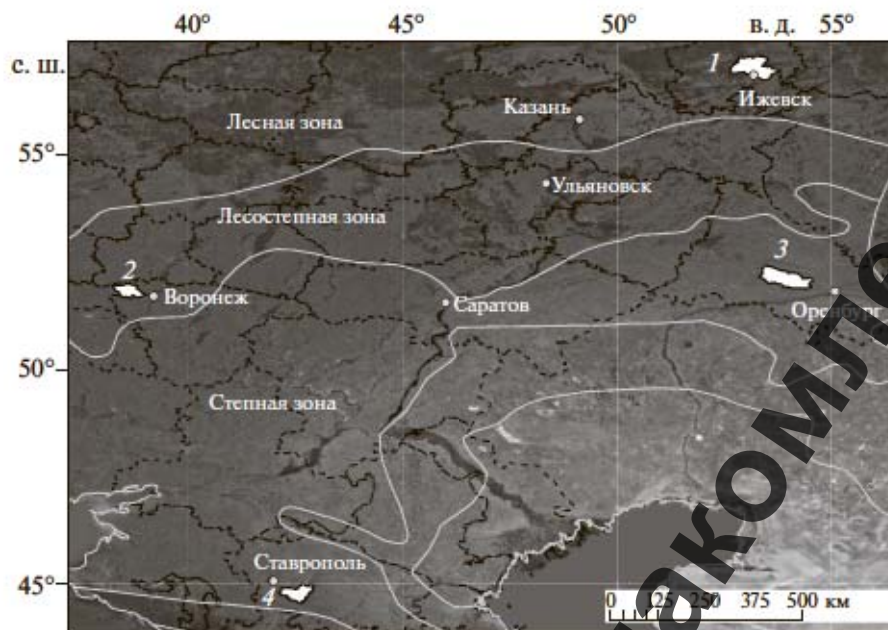 40° 45° 50° в. д. 55°
с. ш.
1
Ижевск
Казань
Лесная зона
55°
Ульяновск
Лесостепная зона
2
Воронеж
3
Саратов
Оренбург
50°
Степная зона
Ставрополь
45°
4
0 125 250 375 500 км